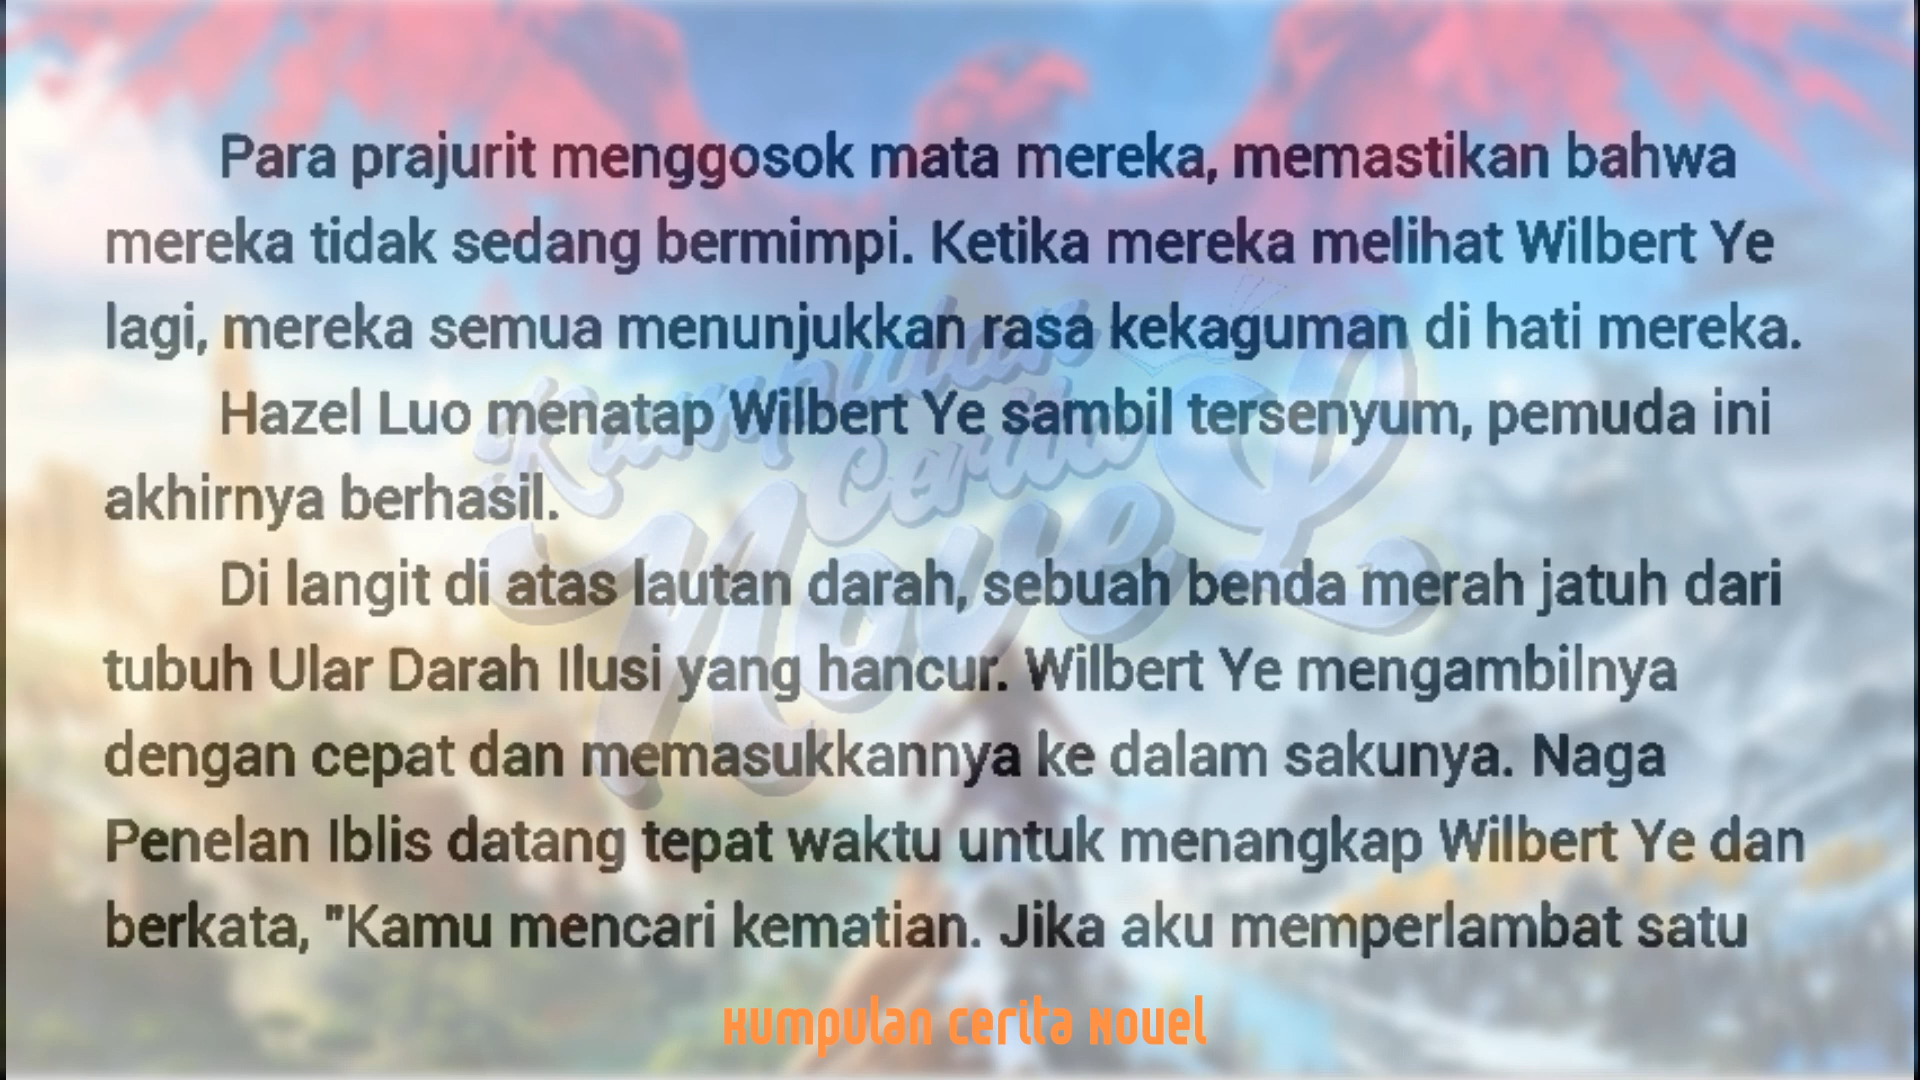 Para prajurit menggosok mata mereka, memastikan bahwa
mereka tidak sedang bermimpi. Ketika mereka melihat Wilbert Ye
lagi, mereka semua menunjukkan rasa kekaguman di hati mereka.
Hazel Luo menatap Wilbert Ye sambil tersenyum, pemuda ini
akhirnya berhasil.
Di langit di atas lautan darah, sebuah benda merah jatuh dari
tubuh Ular Darah Ilusi yang hancur. Wilbert Ye mengambilnya
dengan cepat dan memasukkannya ke dalam sakunya. Naga
Penelan Iblis datang tepat waktu untuk menangkap Wilbert Ye dan
berkata, "Kamu mencari kematian. Jika aku memperlambat satu
Kumpulan Cerita Novel
Kumpulan Cerita Novel